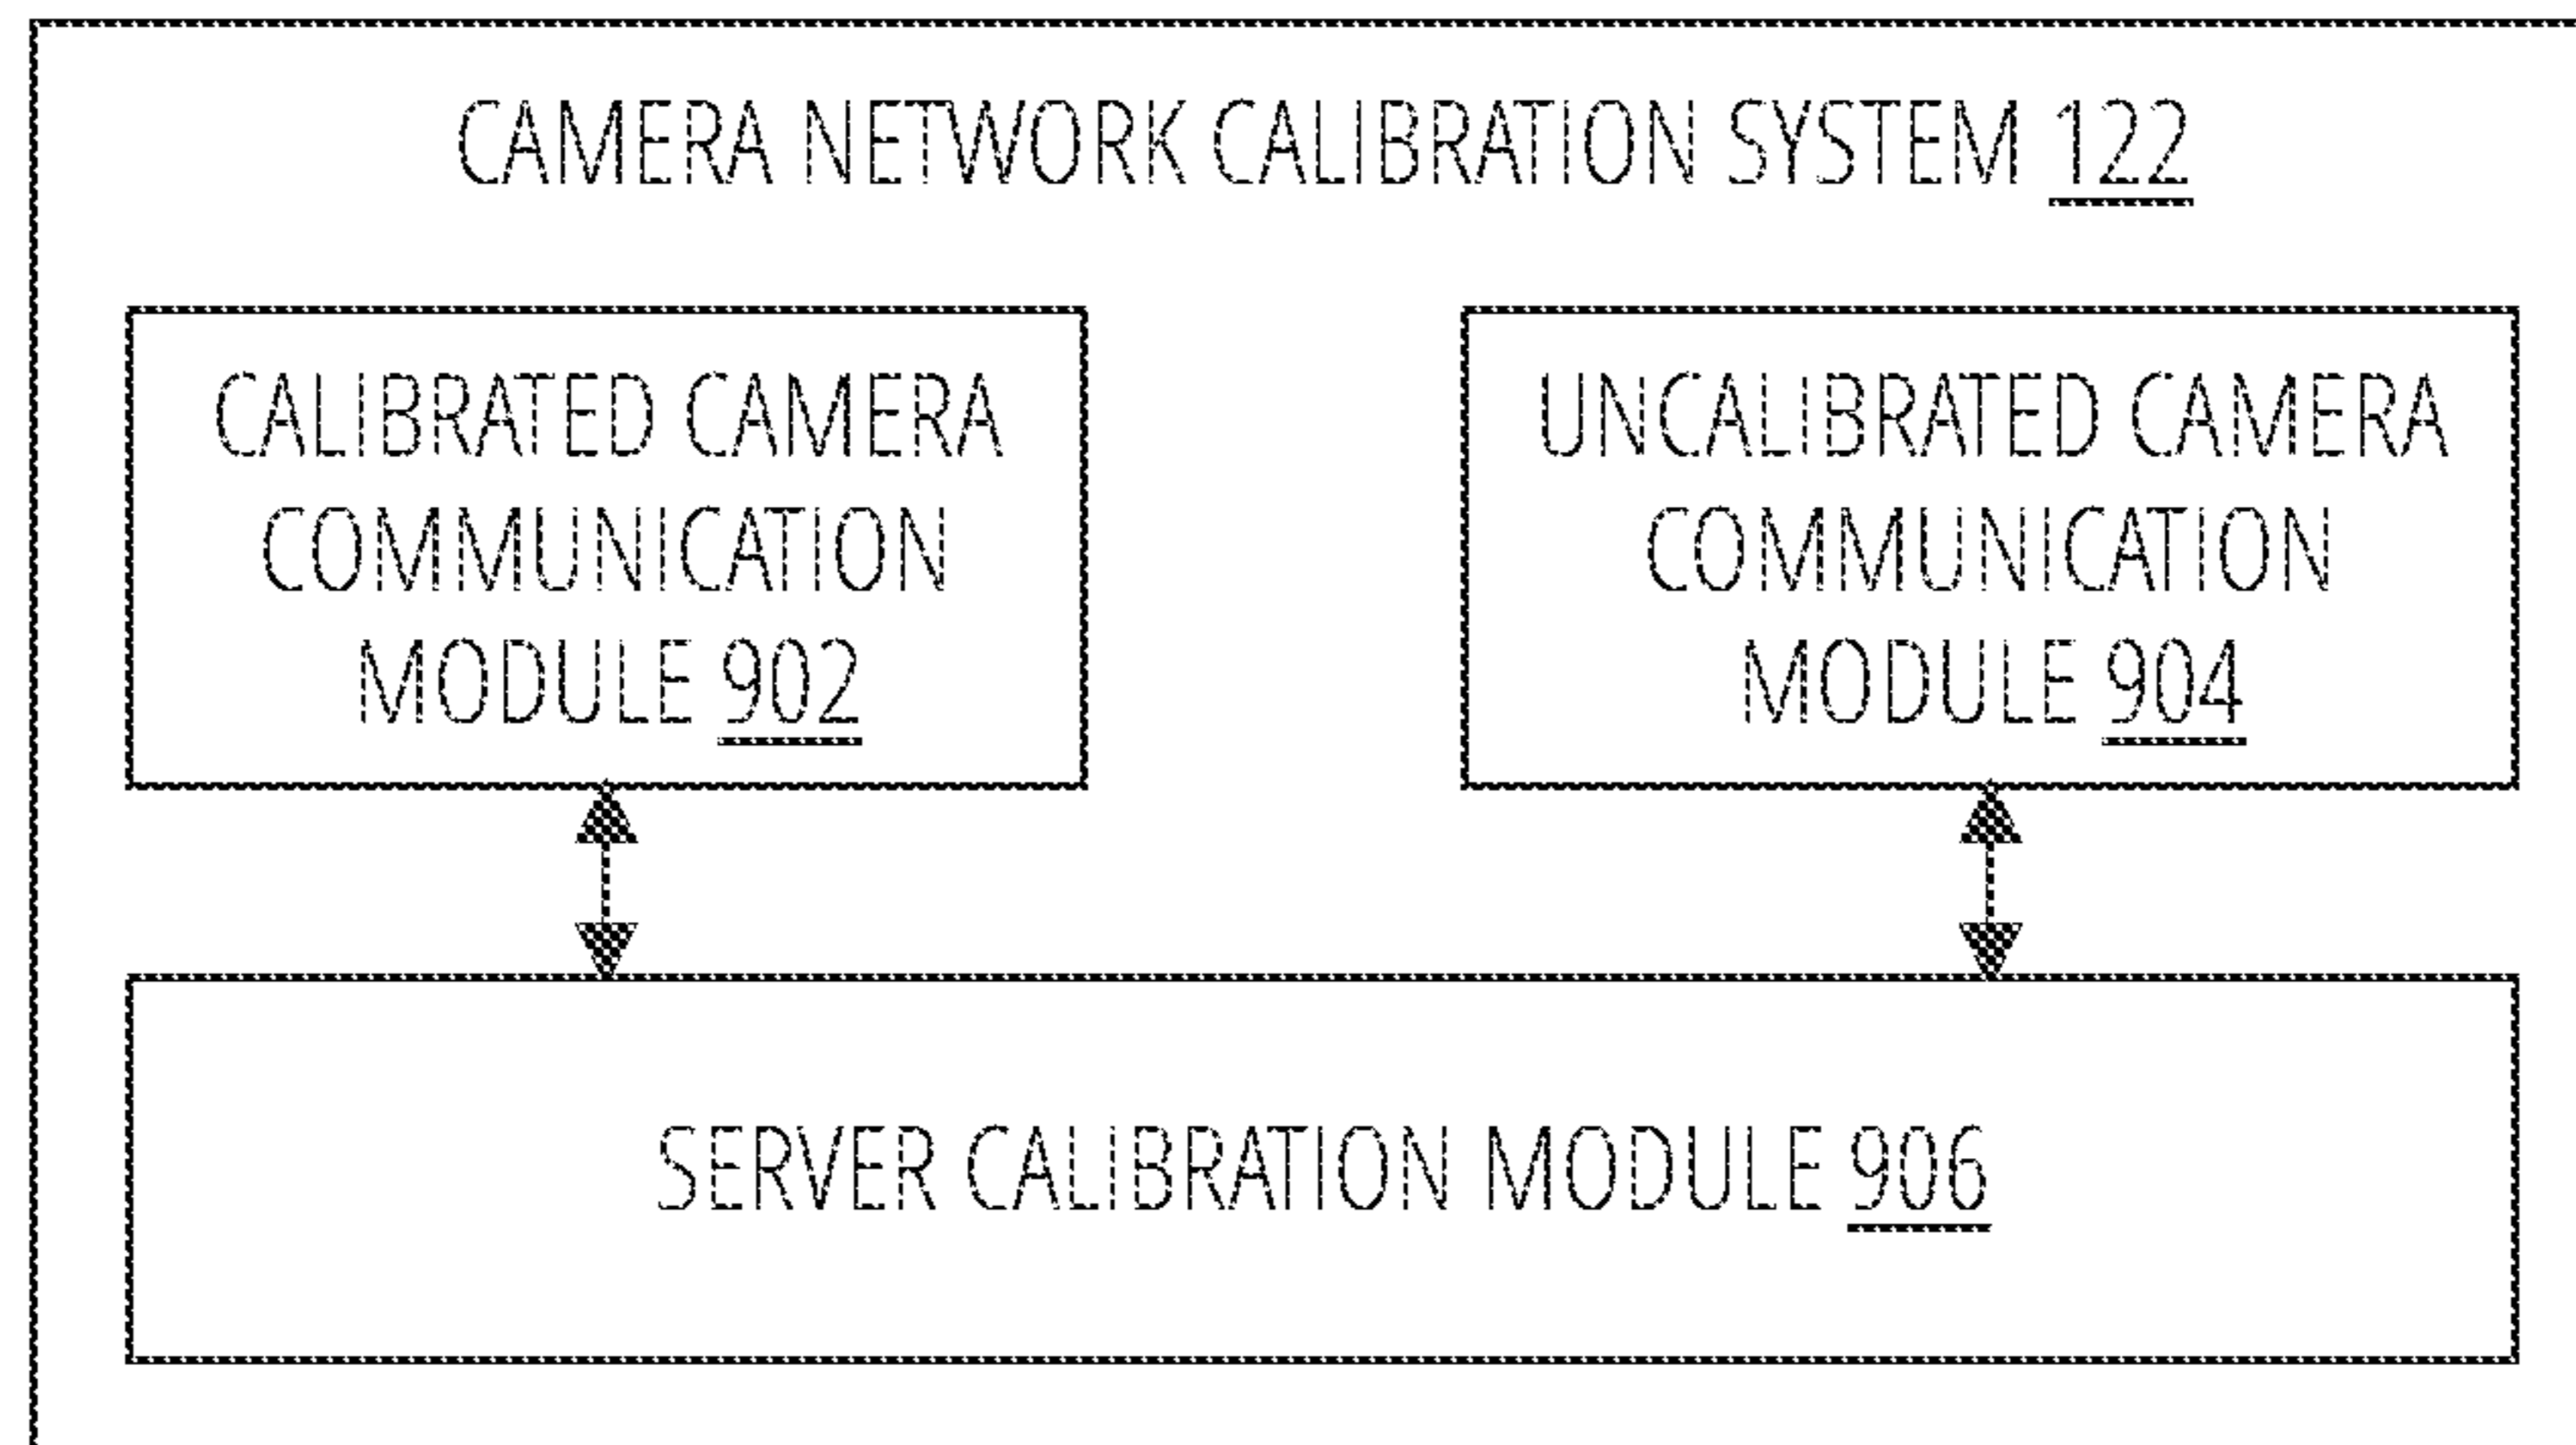 CAMERA NETWORK CALIBRATION SYSTEM 122
CALIBRATED CAMERA
COMMUNICATION
MODULE 902
UNCALIBRATED CAMERA
COMMUNICATION
MODULE 904
SERVER CALIBRATION MODULE 906